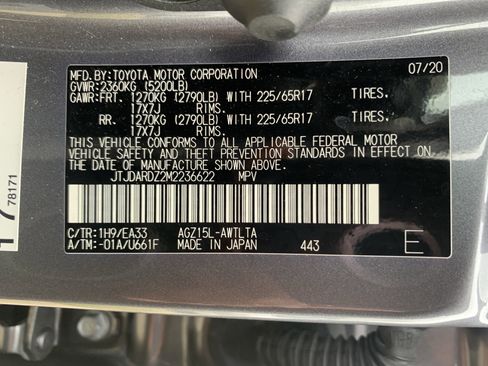 MFD.BY:TOYOTA MOTOR CORPORATION 07/20
GVWR:2360KG (5200LB)
GAWR:FRT. 1270KG (2790LB) WITH 225/65R17 TIRES.
17X7J RIMS.
RR. 1270KG (2790LB) WITH 225/65R17 TIRES.
17X7J RIMS.
THIS VEHICLE CONFORMS TO ALL APPLICABLE FEDERAL MOTOR
VEHICLE SAFETY AND THEFT PREVENTION STANDARDS IN EFFECT ON
THE DATE OF MANUFACTURE SHOWN ABOVE.
JTJDARDZ2M2236622 MPV
C/TR:1H9/EA33 AGZ15L-AWTLTA
A/TM:-01A/U661F MADE IN JAPAN 443 E
78171